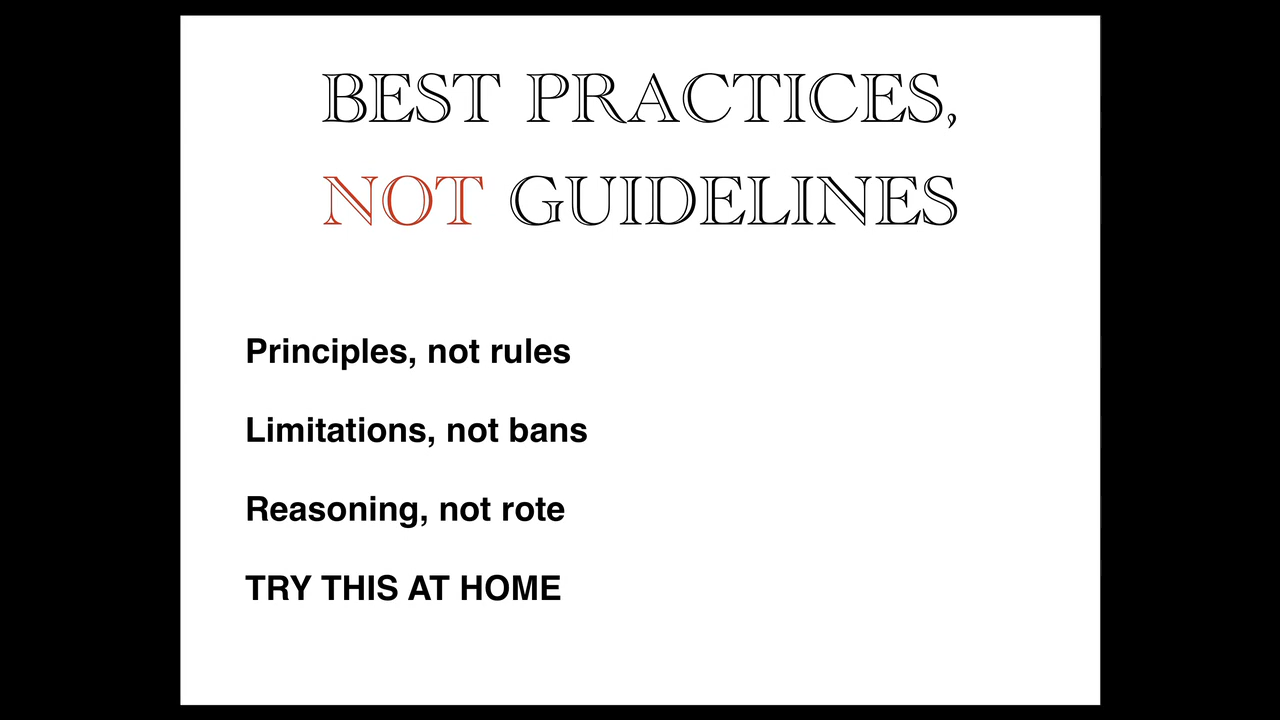 BEST PRACTICES,
NOT GUIDELINES
Principles, not rules
Limitations, not bans
Reasoning, not rote
TRY THIS AT HOME